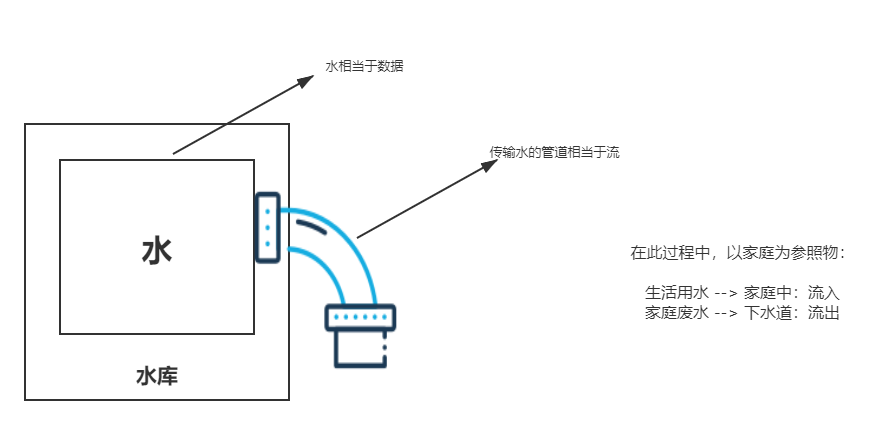 水相当于数据
传输水的管道相当于流
水
水库
在此过程中，以家庭为参照物：
生活用水 --> 家庭中：流入
家庭废水 --> 下水道：流出